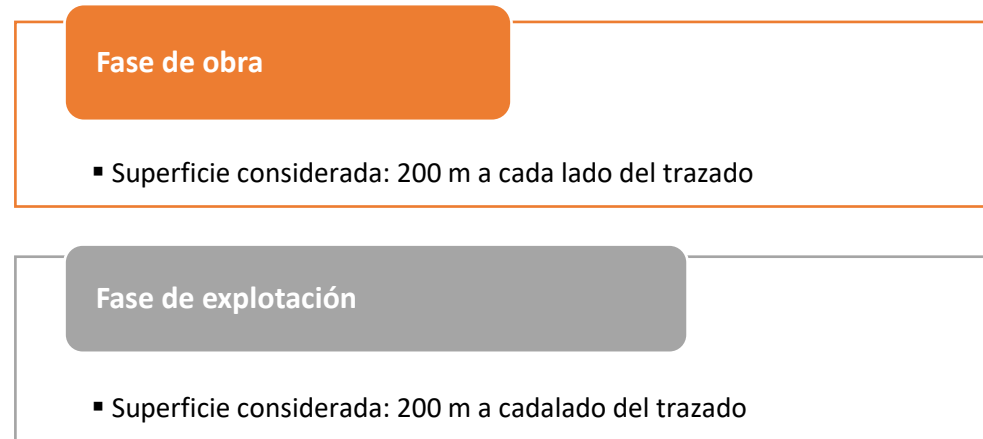 Fase de obra
▪ Superficie considerada: 200 m a cada lado del trazado
Fase de explotación
▪ Superficie considerada: 200 m a cadalado del trazado